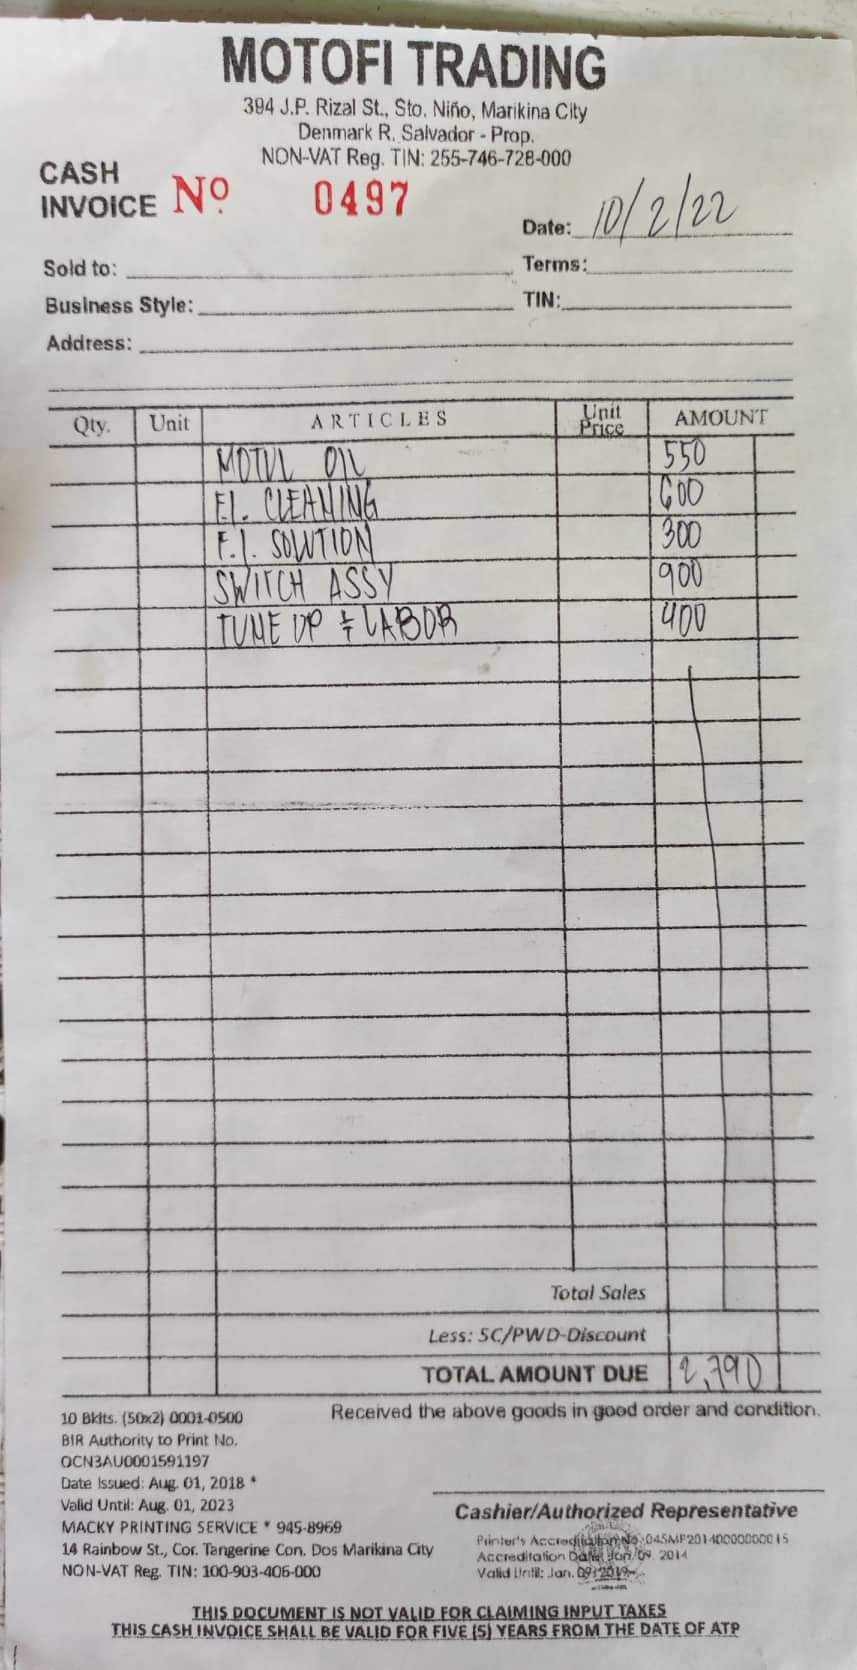 MOTOFI TRADING
394 J.P. Rizal St., Sto. Niño, Marikina City
Denmark R. Salvador - Prop.
NON-VAT Reg. TIN: 255-746-728-000
CASH INVOICE Nº 0497
Date: 10/2/22
Sold to: Terms:
Business Style: TIN:
Address:
Qty. Unit ARTICLES Unit Price AMOUNT
MOTUL OIL 550
F.I. CLEANING 600
F.I. SOLUTION 300
SWITCH ASSY 900
TUNE UP & LABOR 400
Total Sales
Less: SC/PWD-Discount
TOTAL AMOUNT DUE 2,790
10 Bklts. (50x2) 0001-0500 Received the above goods in good order and condition.
BIR Authority to Print No.
OCN3AU0001591197
Date Issued: Aug. 01, 2018 *
Valid Until: Aug. 01, 2023
MACKY PRINTING SERVICE * 945-8969
14 Rainbow St., Cor. Tangerine Con. Dos Marikina City
NON-VAT Reg. TIN: 100-903-406-000
Cashier/Authorized Representative
Printer's Accreditation No. 045MP20140000000015
Accreditation Date: Jan. 09. 2014
Valid Until: Jan. 09, 2019
THIS DOCUMENT IS NOT VALID FOR CLAIMING INPUT TAXES
THIS CASH INVOICE SHALL BE VALID FOR FIVE (5) YEARS FROM THE DATE OF ATP